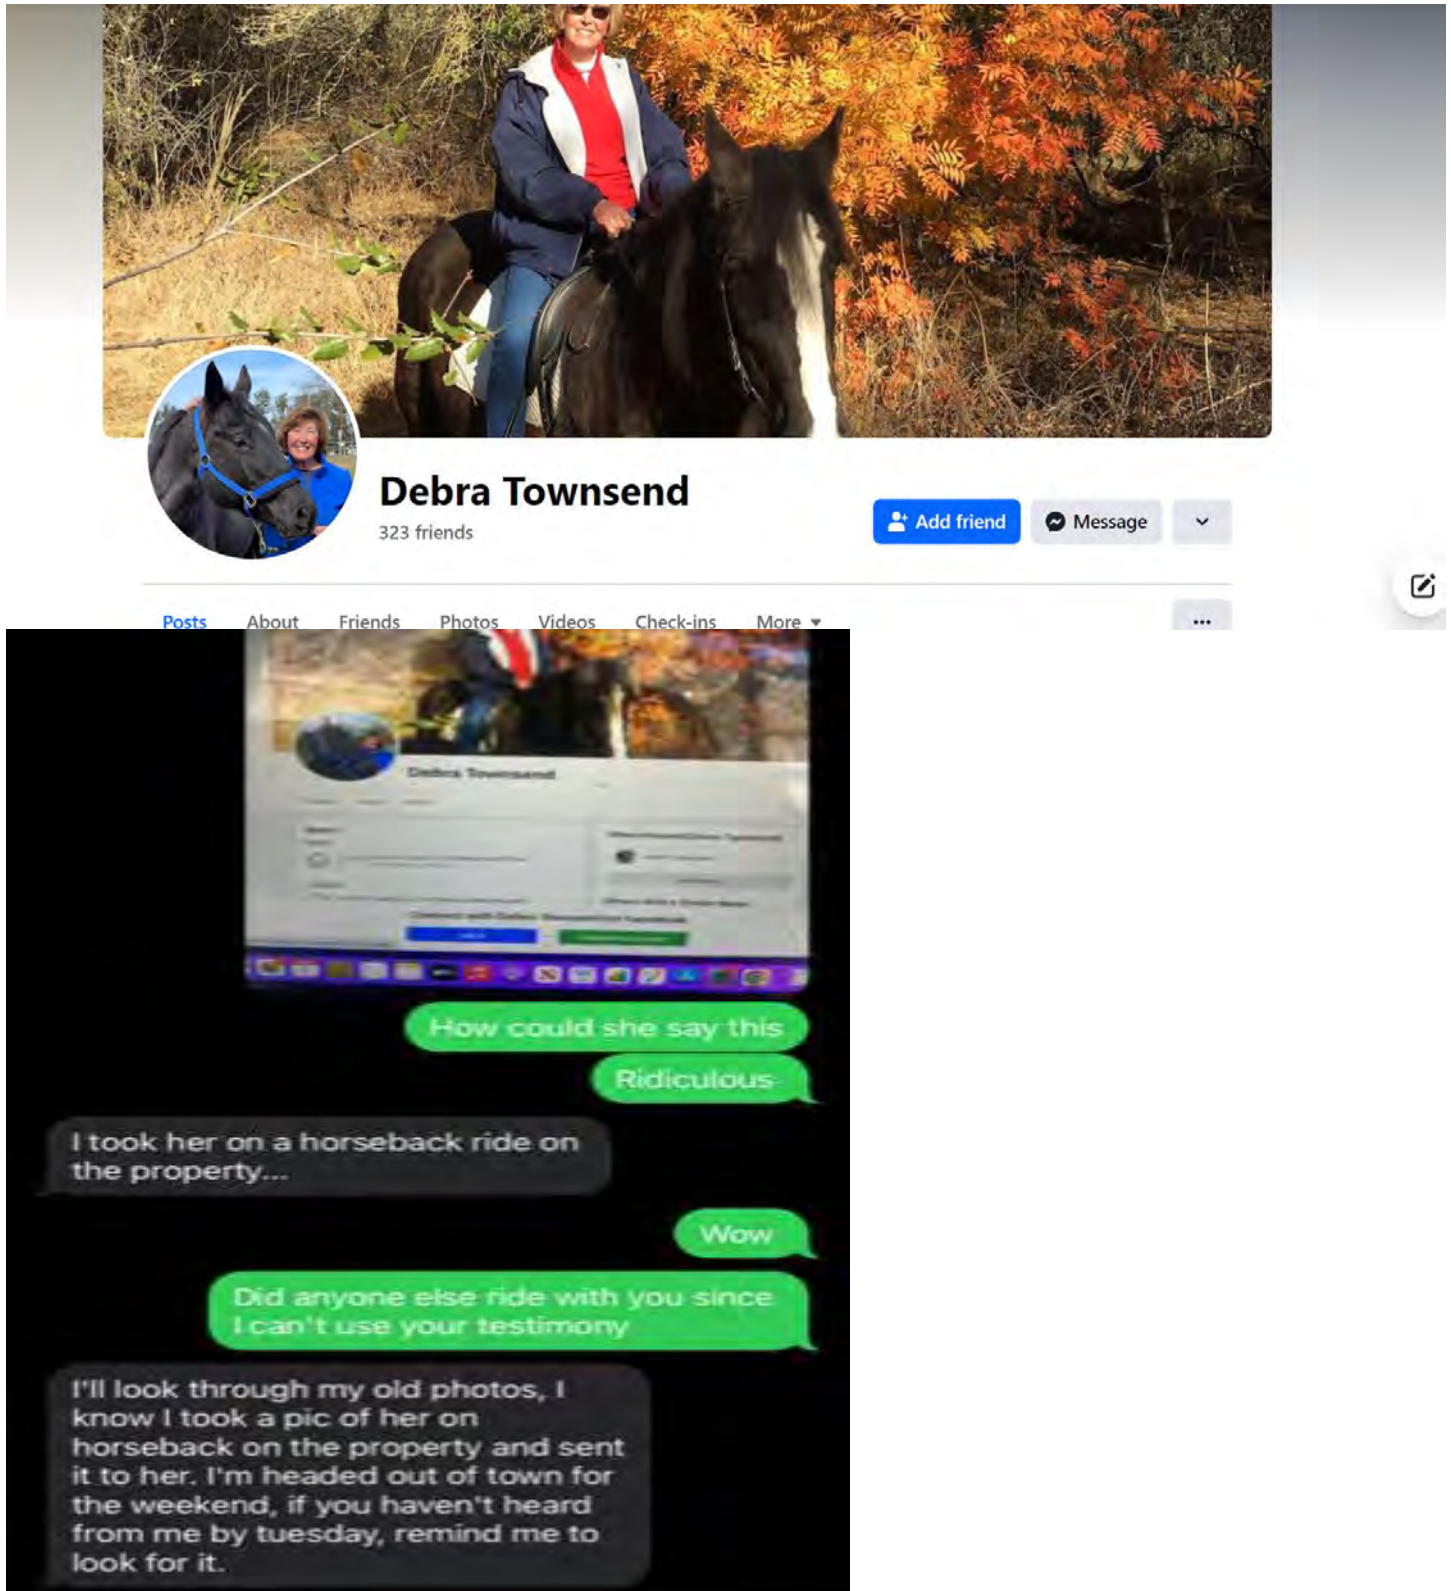 Debra Townsend
323 friends
Add friend
Message
Posts About Friends Photos Videos Check-ins More
Debra Townsend
How could she say this
Ridiculous
I took her on a horseback ride on
the property...
Wow
Did anyone else ride with you since
I can't use your testimony
I'll look through my old photos, I
know I took a pic of her on
horseback on the property and sent
it to her. I'm headed out of town for
the weekend, if you haven't heard
from me by tuesday, remind me to
look for it.